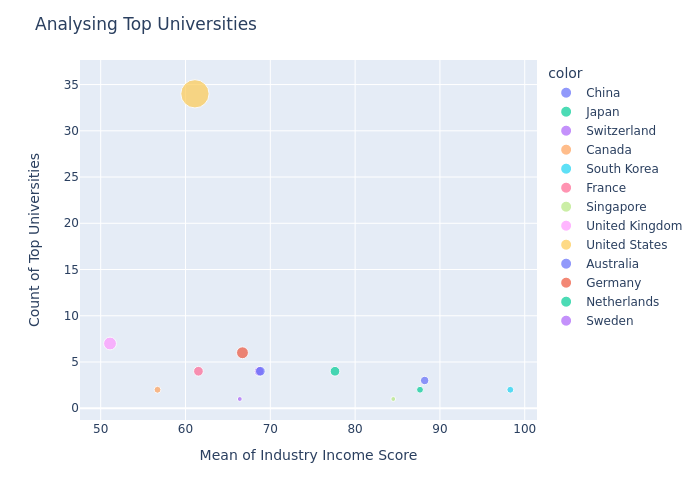 Analysing Top Universities
color
China
Japan
Switzerland
Canada
South Korea
France
Singapore
United Kingdom
United States
Australia
Germany
Netherlands
Sweden
Count of Top Universities
35
30
25
20
15
10
5
0
50 60 70 80 90 100
Mean of Industry Income Score